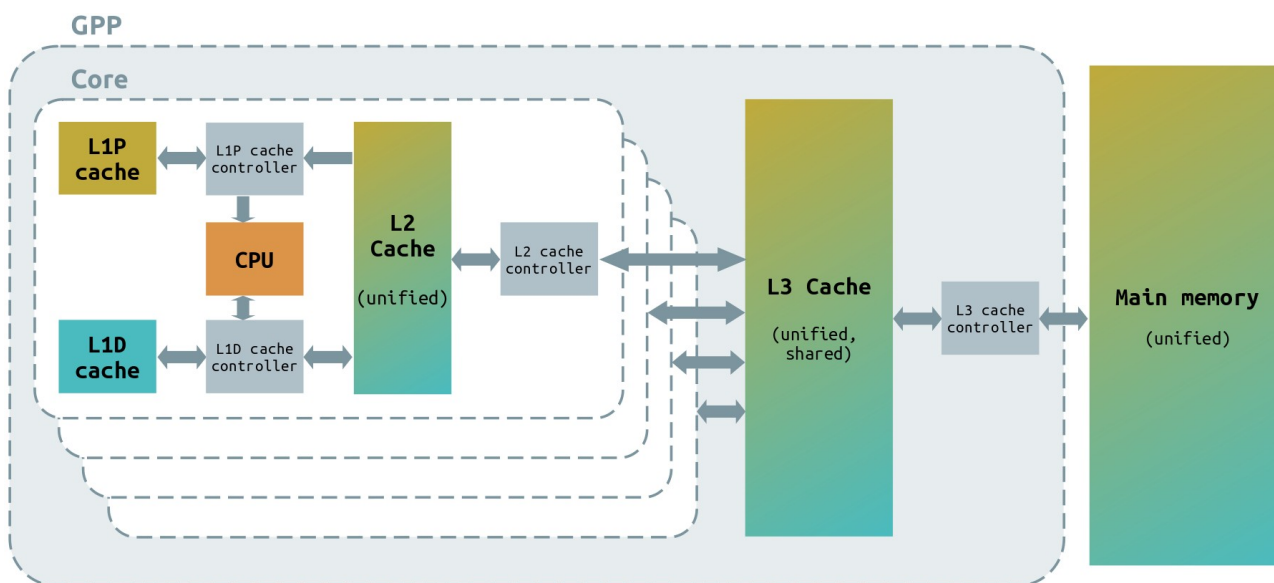 GPP
Core
L1P
cache
L1P cache
controller
L2
Cache
(unified)
CPU
L2 cache
controller
L1D
cache
L1D cache
controller
L3 Cache
(unified,
shared)
L3 cache
controller
Main memory
(unified)